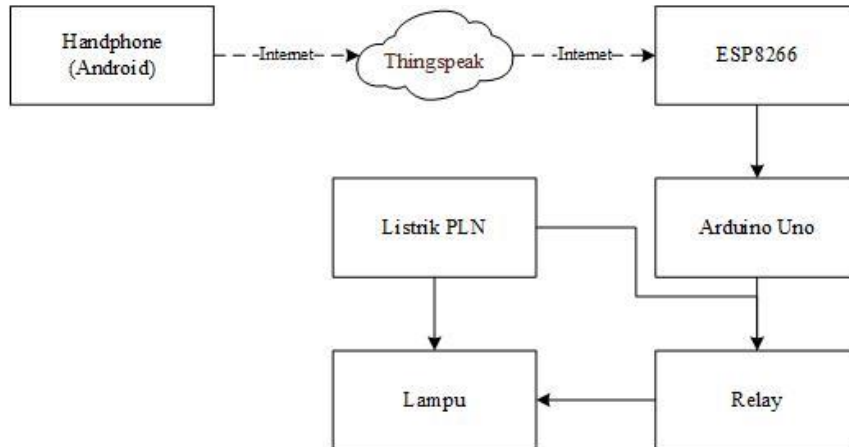 Handphone
(Android)
Internet
Thingspeak
Internet
ESP8266
Listrik PLN
Arduino Uno
Lampu
Relay